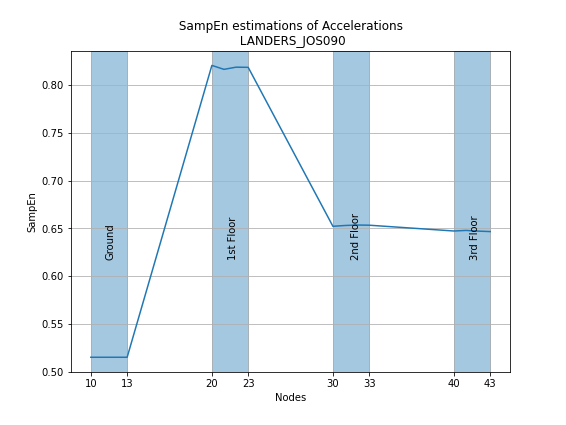 SampEn estimations of Accelerations
LANDERS_JOS090
0.80
0.75
0.70
0.65
0.60
0.55
0.50
SampEn
Ground
1st Floor
2nd Floor
3rd Floor
10 13 20 23 30 33 40 43
Nodes